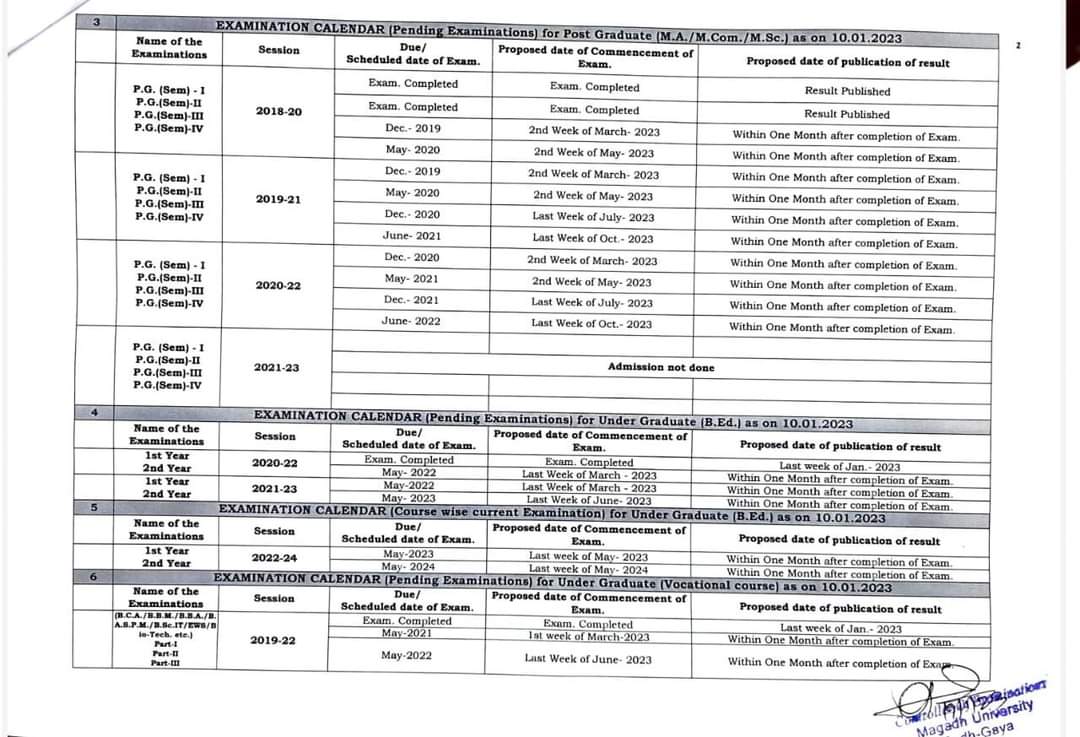 3 EXAMINATION CALENDAR (Pending Examinations) for Post Graduate (M.A./M.Com./M.Sc.) as on 10.01.2023
2
Name of the Examinations Session Due/ Scheduled date of Exam. Proposed date of Commencement of Exam. Proposed date of publication of result
P.G. (Sem) - I 2018-20 Exam. Completed Exam. Completed Result Published
P.G.(Sem)-II Exam. Completed Exam. Completed Result Published
P.G.(Sem)-III Dec.- 2019 2nd Week of March- 2023 Within One Month after completion of Exam.
P.G.(Sem)-IV May- 2020 2nd Week of May- 2023 Within One Month after completion of Exam.
P.G. (Sem) - I 2019-21 Dec.- 2019 2nd Week of March- 2023 Within One Month after completion of Exam.
P.G.(Sem)-II May- 2020 2nd Week of May- 2023 Within One Month after completion of Exam.
P.G.(Sem)-III Dec.- 2020 Last Week of July- 2023 Within One Month after completion of Exam.
P.G.(Sem)-IV June- 2021 Last Week of Oct.- 2023 Within One Month after completion of Exam.
P.G. (Sem) - I 2020-22 Dec.- 2020 2nd Week of March- 2023 Within One Month after completion of Exam.
P.G.(Sem)-II May- 2021 2nd Week of May- 2023 Within One Month after completion of Exam.
P.G.(Sem)-III Dec.- 2021 Last Week of July- 2023 Within One Month after completion of Exam.
P.G.(Sem)-IV June- 2022 Last Week of Oct.- 2023 Within One Month after completion of Exam.
P.G. (Sem) - I
P.G.(Sem)-II 2021-23 Admission not done
P.G.(Sem)-III
P.G.(Sem)-IV
4 EXAMINATION CALENDAR (Pending Examinations) for Under Graduate (B.Ed.) as on 10.01.2023
Name of the Examinations Session Due/ Scheduled date of Exam. Proposed date of Commencement of Exam. Proposed date of publication of result
1st Year 2020-22 Exam. Completed Exam. Completed Last week of Jan.- 2023
2nd Year May- 2022 Last Week of March - 2023 Within One Month after completion of Exam.
1st Year 2021-23 May-2022 Last Week of March - 2023 Within One Month after completion of Exam.
2nd Year May- 2023 Last Week of June- 2023 Within One Month after completion of Exam.
5 EXAMINATION CALENDAR (Course wise current Examination) for Under Graduate (B.Ed.) as on 10.01.2023
Name of the Examinations Session Due/ Scheduled date of Exam. Proposed date of Commencement of Exam. Proposed date of publication of result
1st Year 2022-24 May-2023 Last week of May- 2023 Within One Month after completion of Exam.
2nd Year May- 2024 Last week of May- 2024 Within One Month after completion of Exam.
6 EXAMINATION CALENDAR (Pending Examinations) for Under Graduate (Vocational course) as on 10.01.2023
Name of the Examinations Session Due/ Scheduled date of Exam. Proposed date of Commencement of Exam. Proposed date of publication of result
(B.C.A./B.B.M./B.B.A./B.
A.S.P.M./B.Sc.IT/EWS/B
io-Tech. etc.)
Part-I 2019-22 Exam. Completed Exam. Completed Last week of Jan.- 2023
Part-II May-2021 1st week of March-2023 Within One Month after completion of Exam.
Part-III May-2022 Last Week of June- 2023 Within One Month after completion of Exam.
Magadh University